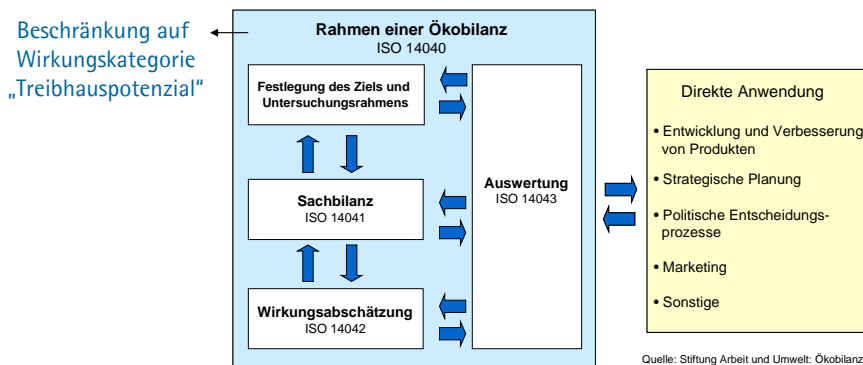 Beschränkung auf
Wirkungskategorie
„Treibhauspotenzial“
Rahmen einer Ökobilanz
ISO 14040
Festlegung des Ziels und
Untersuchungsrahmens
Sachbilanz
ISO 14041
Wirkungsabschätzung
ISO 14042
Auswertung
ISO 14043
Direkte Anwendung
• Entwicklung und Verbesserung
von Produkten
• Strategische Planung
• Politische Entscheidungs-
prozesse
• Marketing
• Sonstige
Quelle: Stiftung Arbeit und Umwelt: Ökobilanz